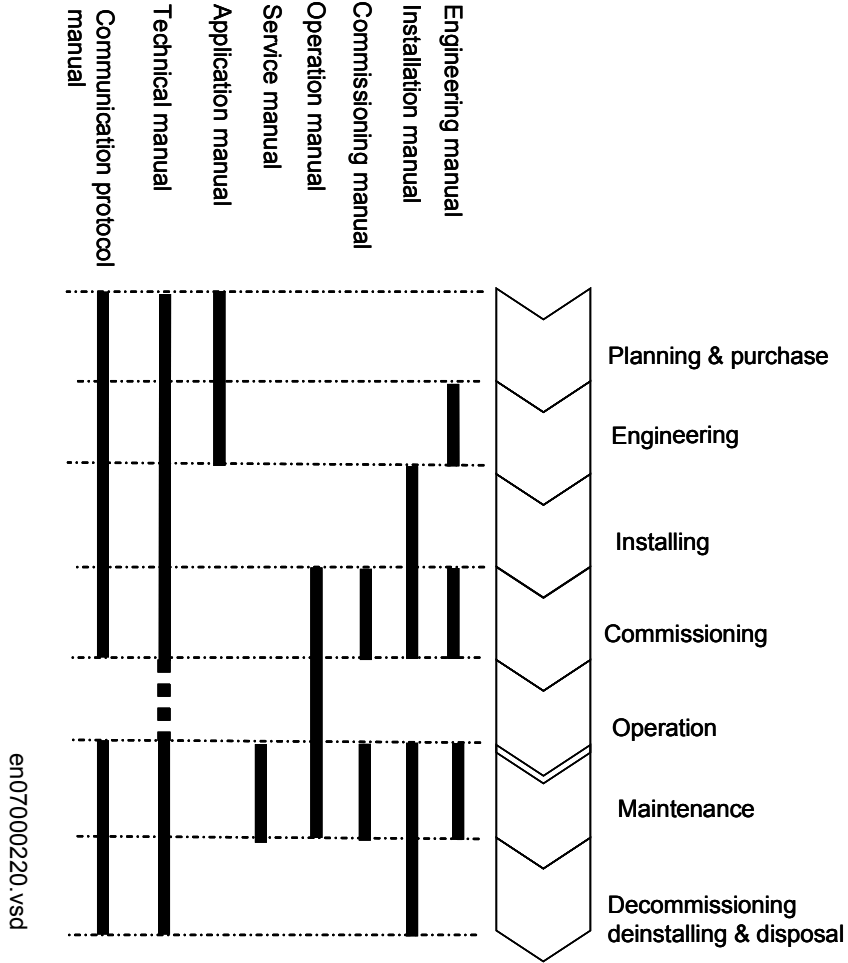 Communication protocol
manual
Technical manual
Application manual
Service manual
Operation manual
Commissioning manual
Installation manual
Engineering manual
Planning & purchase
Engineering
Installing
Commissioning
Operation
Maintenance
Decommissioning
deinstalling & disposal
en07000220.vsd